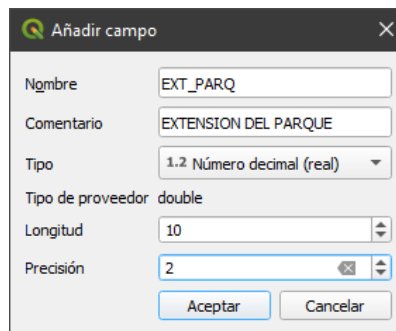 Añadir campo
Nombre EXT_PARQ
Comentario EXTENSION DEL PARQUE
Tipo 1.2 Número decimal (real)
Tipo de proveedor double
Longitud 10
Precisión 2
Aceptar Cancelar